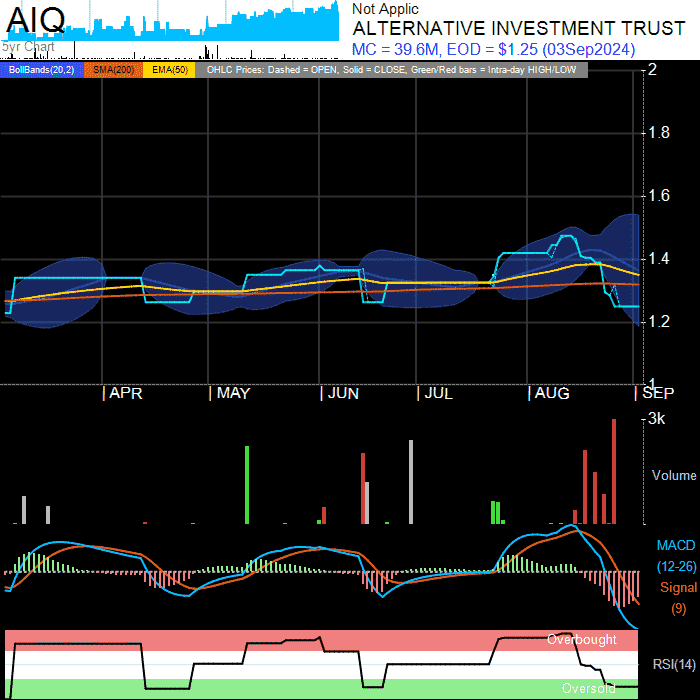 AIQ
5yr Chart
Not Applic
ALTERNATIVE INVESTMENT TRUST
MC = 39.6M, EOD = $1.25 (03Sep2024)
BollBands(20,2) SMA(200) EMA(50) OHLC Prices: Dashed = OPEN, Solid = CLOSE, Green/Red bars = Intra-day HIGH/LOW
2
1.8
1.6
1.4
1.2
1
APR MAY JUN JUL AUG SEP
3k
Volume
MACD
(12-26)
Signal
(9)
Overbought
RSI(14)
Oversold